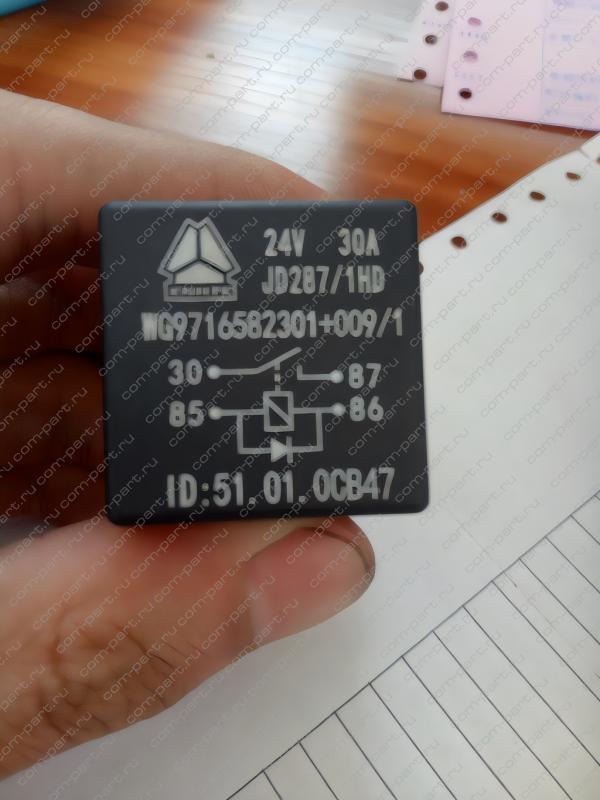 24V 30A
JD287/1HD
WG9716582301+009/1
30 87
85 86
ID:51.01.0CB47
com-part.ru